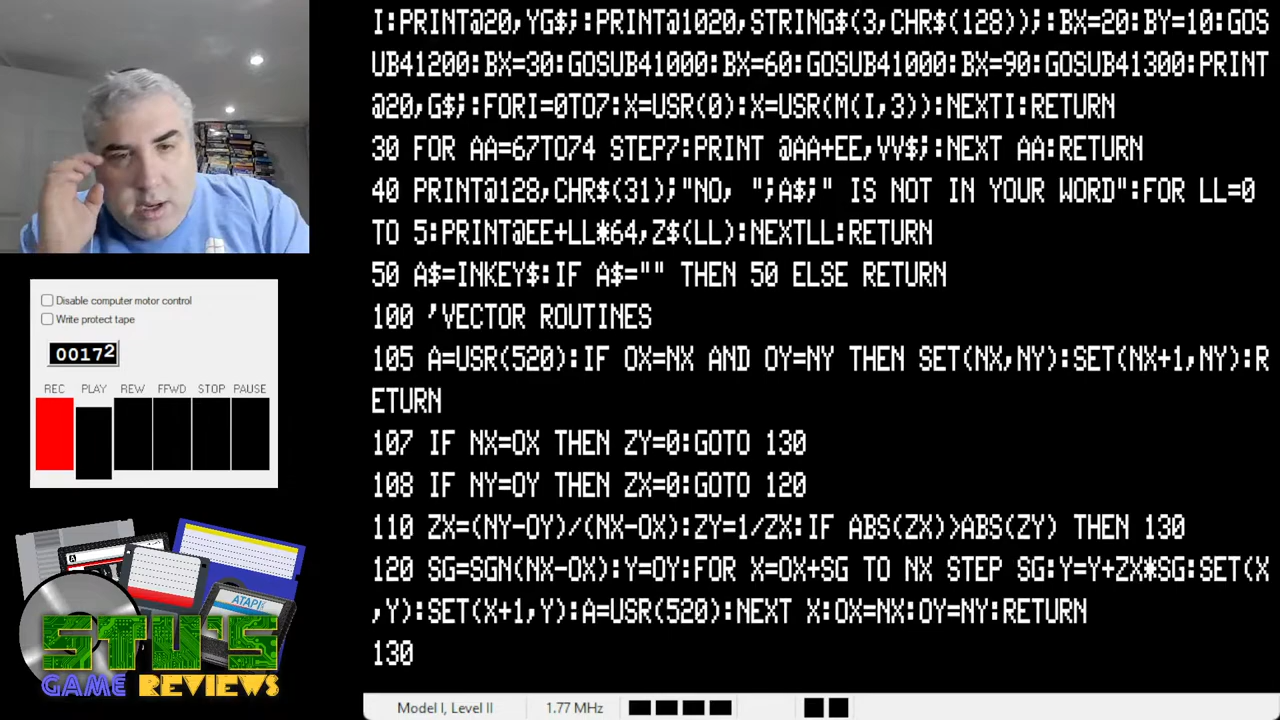 I:PRINT@20,YG$;:PRINT@1020,STRING$(3,CHR$(128));:BX=20:BY=10:GOS
UB41200:BX=30:GOSUB41000:BX=60:GOSUB41000:BX=90:GOSUB41300:PRINT
@20,G$;:FORI=0TO7:X=USR(0):X=USR(M(I,3)):NEXTI:RETURN
30 FOR AA=67TO74 STEP7:PRINT @AA+EE,VV$;:NEXT AA:RETURN
40 PRINT@128,CHR$(31);"NO, ";A$;" IS NOT IN YOUR WORD":FOR LL=0
TO 5:PRINT@EE+LL*64,Z$(LL):NEXTLL:RETURN
50 A$=INKEY$:IF A$="" THEN 50 ELSE RETURN
100 'VECTOR ROUTINES
105 A=USR(520):IF OX=NX AND OY=NY THEN SET(NX,NY):SET(NX+1,NY):R
ETURN
107 IF NX=OX THEN ZY=0:GOTO 130
108 IF NY=OY THEN ZX=0:GOTO 120
110 ZX=(NY-OY)/(NX-OX):ZY=1/ZX:IF ABS(ZX)>ABS(ZY) THEN 130
120 SG=SGN(NX-OX):Y=OY:FOR X=OX+SG TO NX STEP SG:Y=Y+ZX*SG:SET(X
,Y):SET(X+1,Y):A=USR(520):NEXT X:OX=NX:OY=NY:RETURN
130
Disable computer motor control
Write protect tape
00172
REC PLAY REW FFWD STOP PAUSE
ATARI
STU'S
GAME REVIEWS
Model I, Level II 1.77 MHz